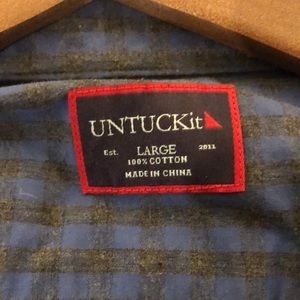 UNTUCKit
Est. LARGE 2011
100% COTTON
MADE IN CHINA